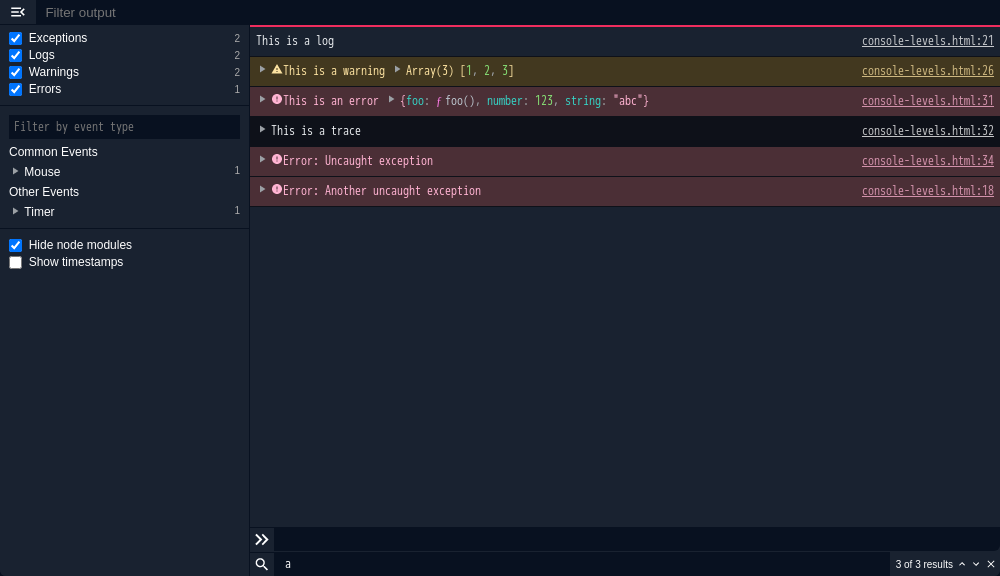 Filter output
Exceptions 2
Logs 2
Warnings 2
Errors 1
Filter by event type
Common Events
Mouse 1
Other Events
Timer 1
Hide node modules
Show timestamps
This is a log console-levels.html:21
This is a warning Array(3) [1, 2, 3] console-levels.html:26
This is an error {foo: ƒ foo(), number: 123, string: "abc"} console-levels.html:31
This is a trace console-levels.html:32
Error: Uncaught exception console-levels.html:34
Error: Another uncaught exception console-levels.html:18
a 3 of 3 results